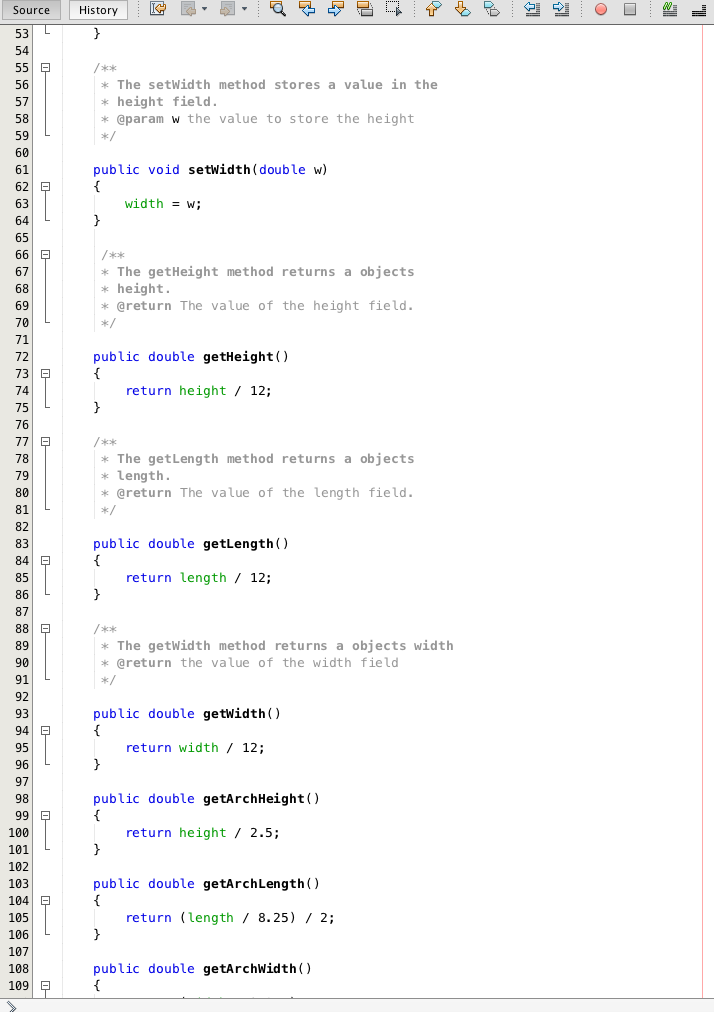 Source History
53 }
54
55 /**
56 * The setWidth method stores a value in the
57 * height field.
58 * @param w the value to store the height
59 */
60
61 public void setWidth(double w)
62 {
63 width = w;
64 }
65
66 /**
67 * The getHeight method returns a objects
68 * height.
69 * @return The value of the height field.
70 */
71
72 public double getHeight()
73 {
74 return height / 12;
75 }
76
77 /**
78 * The getLength method returns a objects
79 * length.
80 * @return The value of the length field.
81 */
82
83 public double getLength()
84 {
85 return length / 12;
86 }
87
88 /**
89 * The getWidth method returns a objects width
90 * @return the value of the width field
91 */
92
93 public double getWidth()
94 {
95 return width / 12;
96 }
97
98 public double getArchHeight()
99 {
100 return height / 2.5;
101 }
102
103 public double getArchLength()
104 {
105 return (length / 8.25) / 2;
106 }
107
108 public double getArchWidth()
109 {